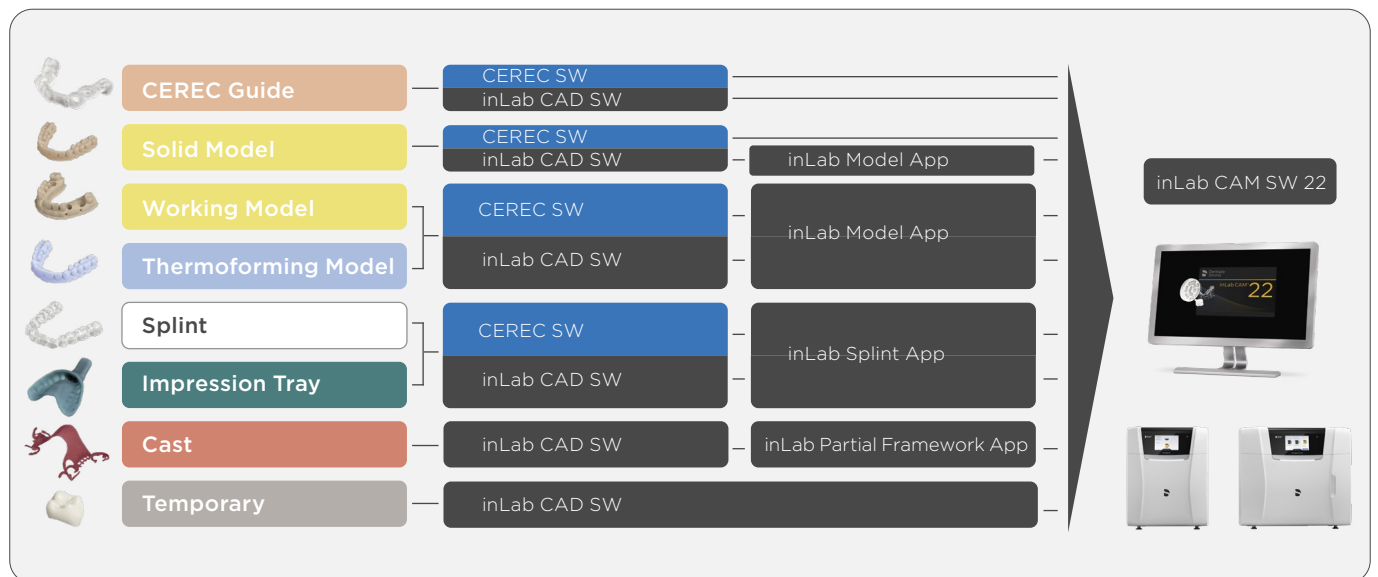 CEREC Guide
CEREC SW
inLab CAD SW
Solid Model
CEREC SW
inLab CAD SW
inLab Model App
Working Model
Thermoforming Model
CEREC SW
inLab CAD SW
inLab Model App
Splint
Impression Tray
CEREC SW
inLab CAD SW
inLab Splint App
Cast
inLab CAD SW
inLab Partial Framework App
Temporary
inLab CAD SW
inLab CAM SW 22
Dentsply
Sirona
inLab CAM
22